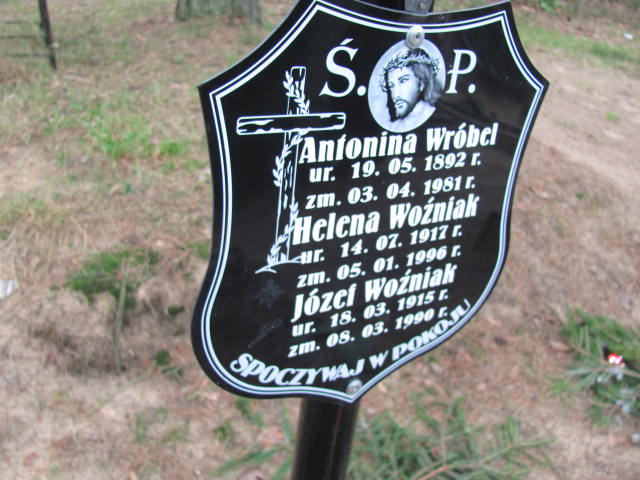 Ś. P.
Antonina Wróbel
ur. 19. 05. 1892 r.
zm. 03. 04. 1981 r.
Helena Woźniak
ur. 14. 07. 1917 r.
zm. 05. 01. 1996 r.
Józef Woźniak
ur. 18. 03. 1915 r.
zm. 08. 03. 1990 r.
SPOCZYWAJ W POKOJU